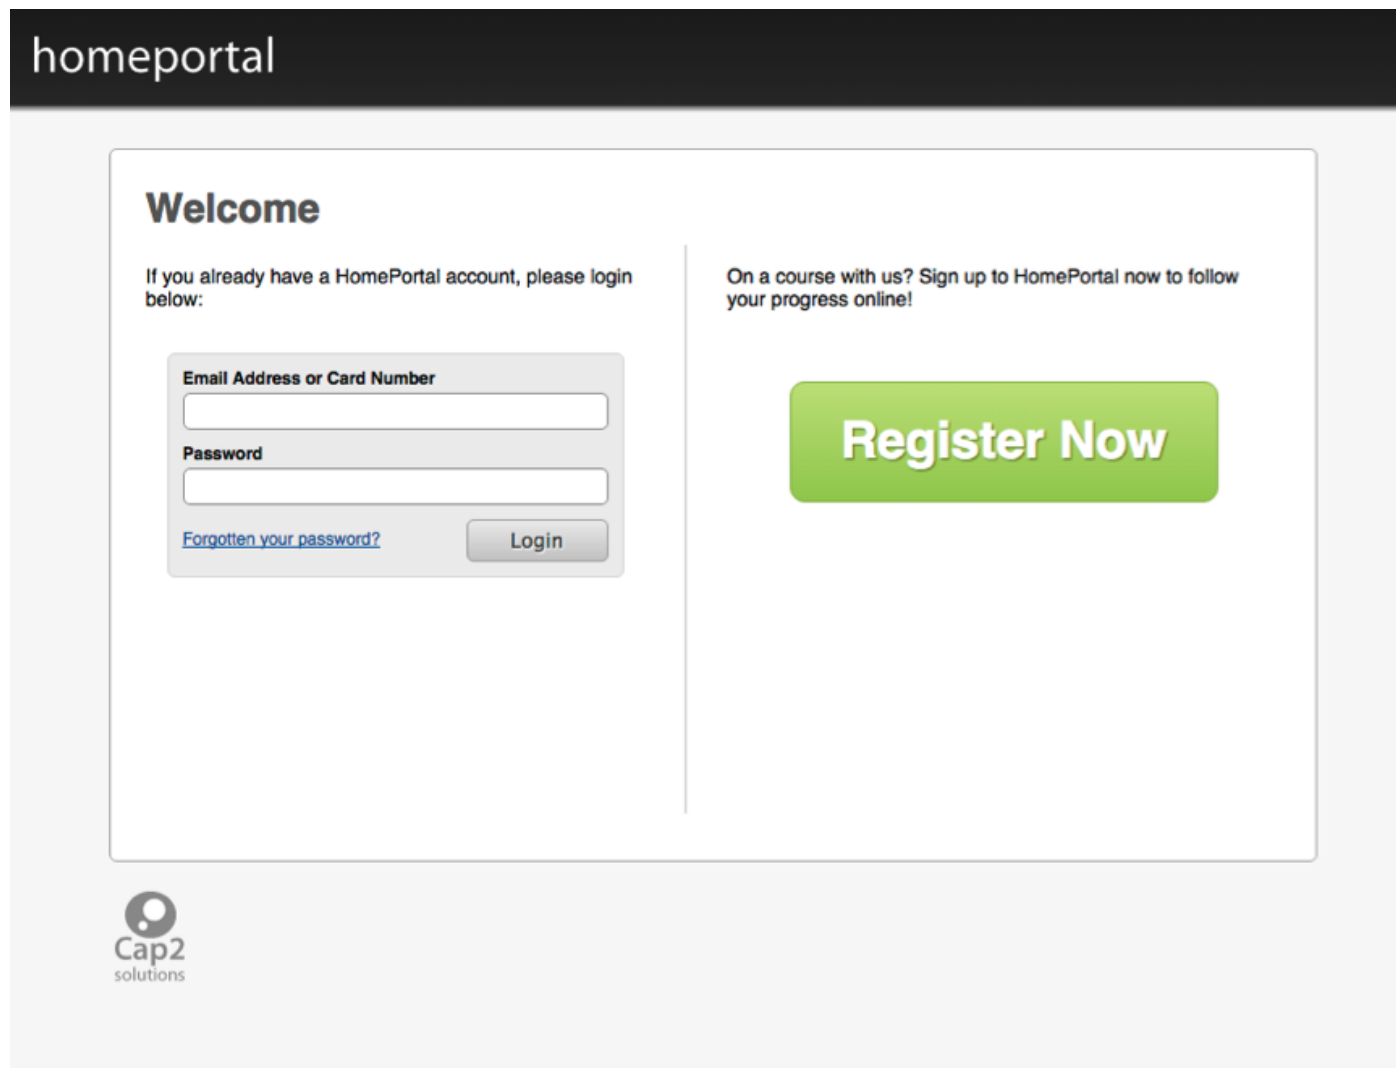 homeportal
Welcome
If you already have a HomePortal account, please login
below:
Email Address or Card Number
Password
Forgotten your password?
Login
On a course with us? Sign up to HomePortal now to follow
your progress online!
Register Now
Cap2
solutions